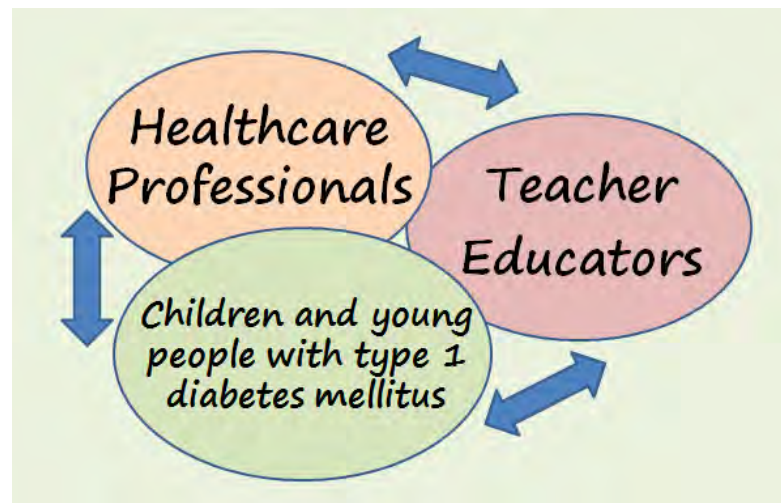 Healthcare
Professionals
Teacher
Educators
Children and young
people with type 1
diabetes mellitus